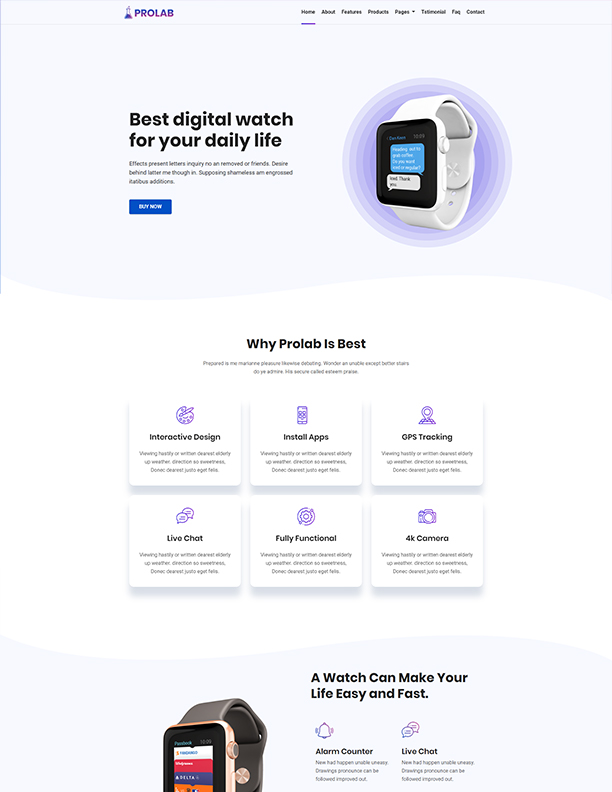 PROLAB
Home About Features Products Pages Tstimonial Faq Contact
Best digital watch
for your daily life
Effects present letters inquiry no an removed or friends. Desire
behind latter me though in. Supposing shameless am engrossed
itatibus additions.
BUY NOW
10:09
Heading out to
grab coffee.
Do you want
iced or regular?
Iced. Thank
you.
Why Prolab Is Best
Prepared is me marianne pleasure likewise debating. Wonder an unable except better stairs
do ye admire. His secure called esteem praise.
Interactive Design
Viewing hastily or written dearest elderly
up weather, direction so sweetness,
Donec dearest justo eget felis.
Install Apps
Viewing hastily or written dearest elderly
up weather, direction so sweetness,
Donec dearest justo eget felis.
GPS Tracking
Viewing hastily or written dearest elderly
up weather, direction so sweetness,
Donec dearest justo eget felis.
Live Chat
Viewing hastily or written dearest elderly
up weather, direction so sweetness,
Donec dearest justo eget felis.
Fully Functional
Viewing hastily or written dearest elderly
up weather, direction so sweetness,
Donec dearest justo eget felis.
4k Camera
Viewing hastily or written dearest elderly
up weather, direction so sweetness,
Donec dearest justo eget felis.
A Watch Can Make Your
Life Easy and Fast.
Passbook 10:09
FANDANGO
Walgreens
DELTA
Alarm Counter
New had happen unable uneasy.
Drawings pronounce can be
followed improved out.
Live Chat
New had happen unable uneasy.
Drawings pronounce can be
followed improved out.